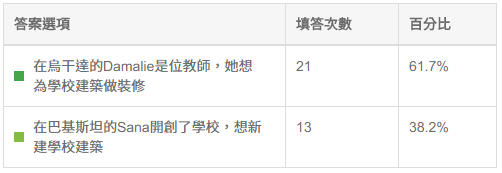 答案選項 填答次數 百分比
在烏干達的Damalie是位教師，她想 21 61.7%
為學校建築做裝修
在巴基斯坦的Sana開創了學校，想新 13 38.2%
建學校建築